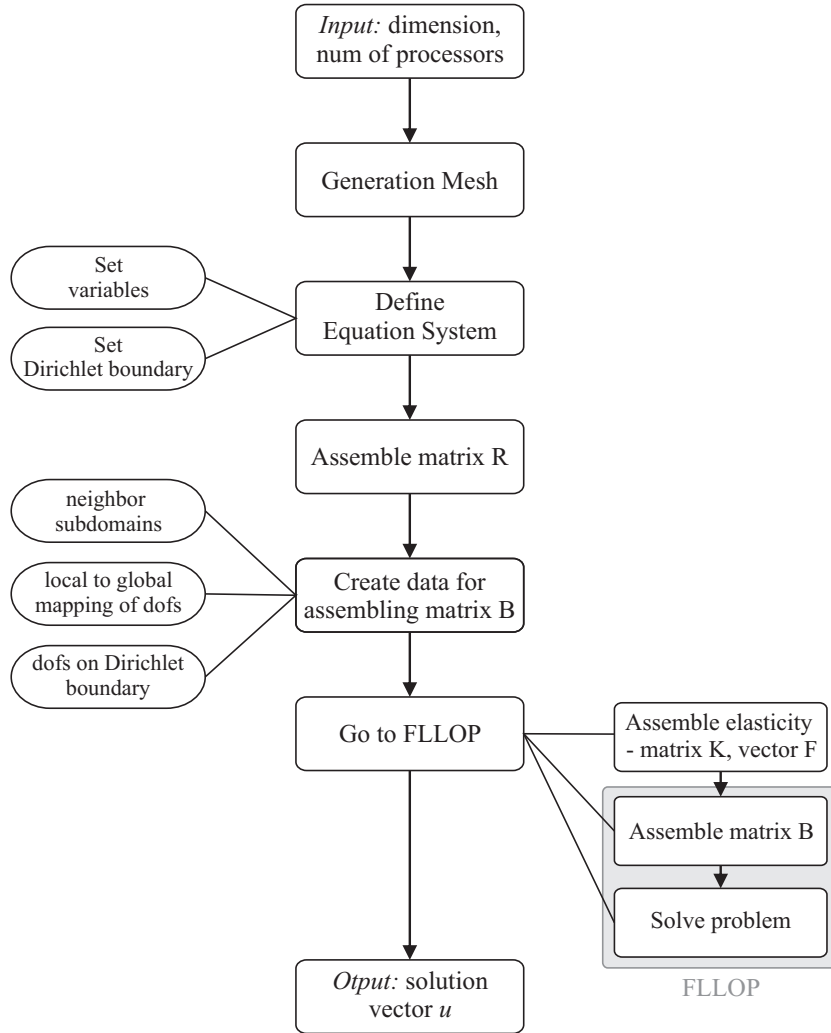 Input: dimension,
num of processors
Generation Mesh
Set
variables
Define
Equation System
Set
Dirichlet boundary
Assemble matrix R
neighbor
subdomains
local to global
mapping of dofs
Create data for
assembling matrix B
dofs on Dirichlet
boundary
Go to FLLOP
Assemble elasticity
- matrix K, vector F
Assemble matrix B
Solve problem
FLLOP
Otput: solution
vector u